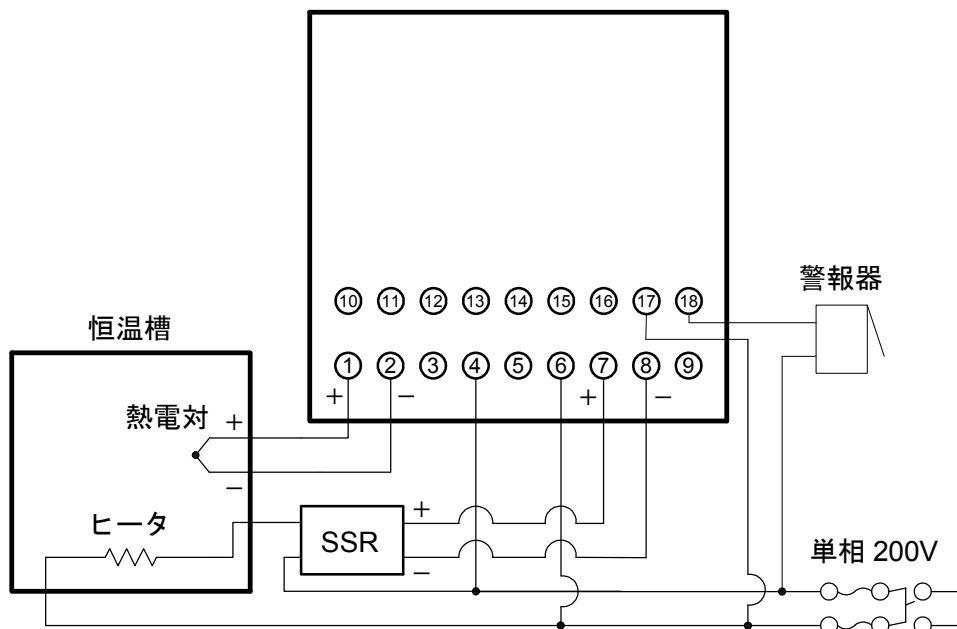 ⑩ ⑪ ⑫ ⑬ ⑭ ⑮ ⑯ ⑰ ⑱
警報器
恒温槽
① ② ③ ④ ⑤ ⑥ ⑦ ⑧ ⑨
+ − + −
熱電対 +
−
ヒータ
SSR
+
−
単相 200V